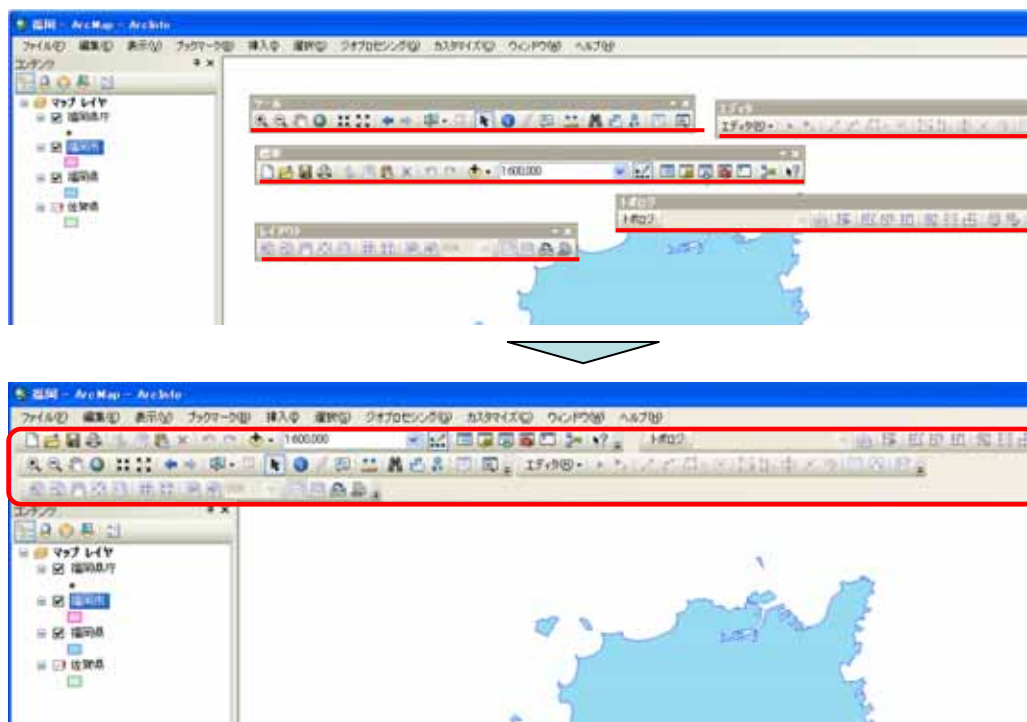 福岡 - ArcMap - ArcInfo
ファイル(F) 編集(E) 表示(V) ブックマーク(B) 挿入(I) 選択(S) ジオプロセシング(G) カスタマイズ(C) ウィンドウ(W) ヘルプ(H)
コンテンツ
マップ レイヤ
福岡県庁
福岡市
福岡県
佐賀県
ツール
エディタ
エディタ(R)
1:600,000
トポロジ
トポロジ
レイアウト
福岡 - ArcMap - ArcInfo
ファイル(F) 編集(E) 表示(V) ブックマーク(B) 挿入(I) 選択(S) ジオプロセシング(G) カスタマイズ(C) ウィンドウ(W) ヘルプ(H)
1:600,000
トポロジ
エディタ(R)
コンテンツ
マップ レイヤ
福岡県庁
福岡市
福岡県
佐賀県